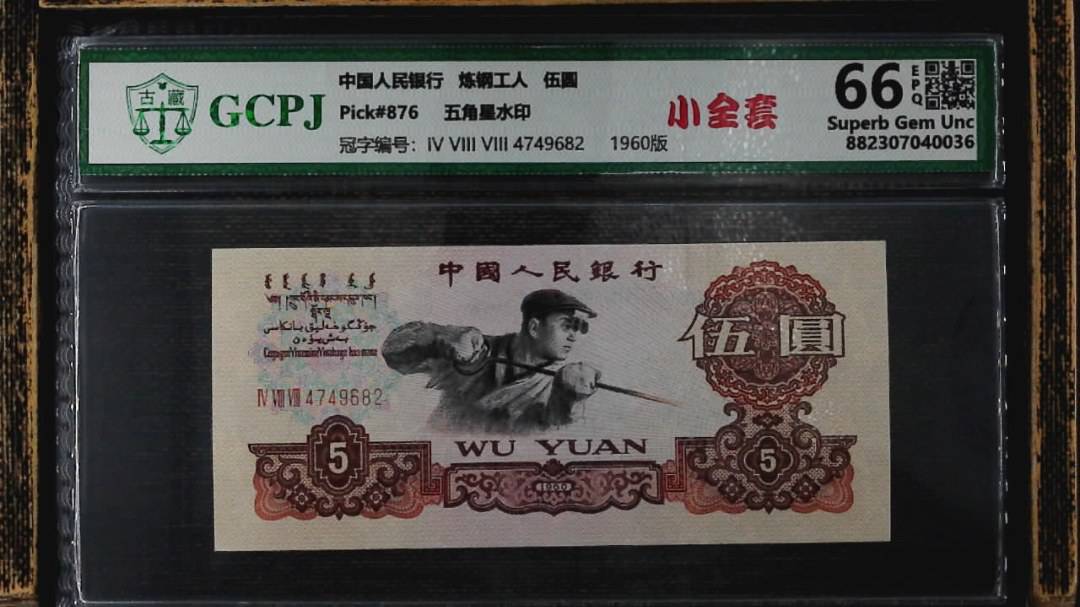 古藏
GCPJ
中国人民银行 炼钢工人 伍圆
Pick#876 五角星水印
冠字编号: IV VIII VIII 4749682 1960版
小全套
66 EPQ
Superb Gem Unc
882307040036
中國人民銀行
伍圓
IV VIII VIII 4749682
WU YUAN
5
1960
5